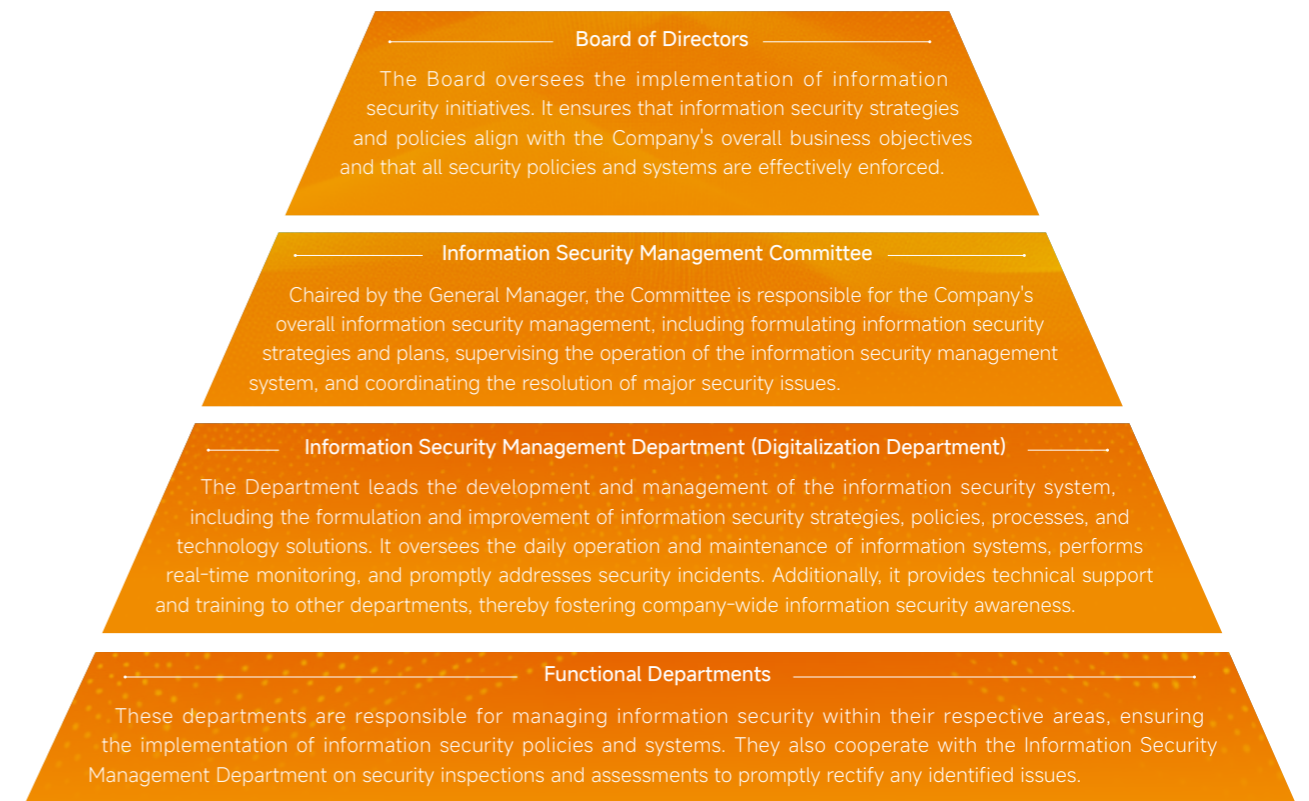 Board of Directors
The Board oversees the implementation of information
security initiatives. It ensures that information security strategies
and policies align with the Company's overall business objectives
and that all security policies and systems are effectively enforced.
Information Security Management Committee
Chaired by the General Manager, the Committee is responsible for the Company's
overall information security management, including formulating information security
strategies and plans, supervising the operation of the information security management
system, and coordinating the resolution of major security issues.
Information Security Management Department (Digitalization Department)
The Department leads the development and management of the information security system,
including the formulation and improvement of information security strategies, policies, processes, and
technology solutions. It oversees the daily operation and maintenance of information systems, performs
real-time monitoring, and promptly addresses security incidents. Additionally, it provides technical support
and training to other departments, thereby fostering company-wide information security awareness.
Functional Departments
These departments are responsible for managing information security within their respective areas, ensuring
the implementation of information security policies and systems. They also cooperate with the Information Security
Management Department on security inspections and assessments to promptly rectify any identified issues.